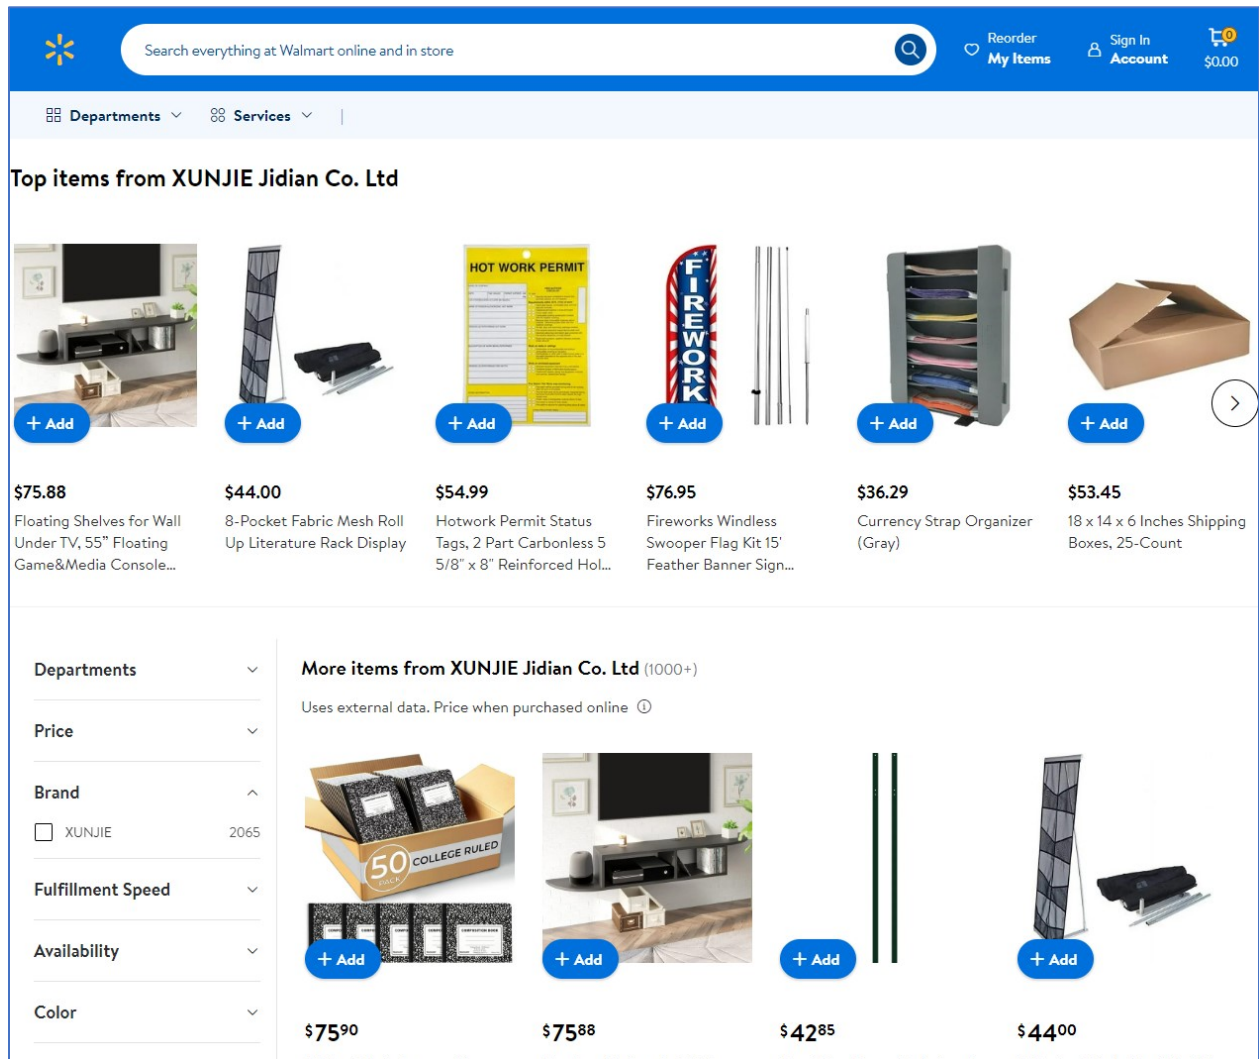 Search everything at Walmart online and in store
Reorder
My Items
Sign In
Account
0
$0.00
Departments
Services
Top items from XUNJIE Jidian Co. Ltd
HOT WORK PERMIT
FIREWORK
+ Add
+ Add
+ Add
+ Add
+ Add
+ Add
$75.88
Floating Shelves for Wall
Under TV, 55” Floating
Game&Media Console...
$44.00
8-Pocket Fabric Mesh Roll
Up Literature Rack Display
$54.99
Hotwork Permit Status
Tags, 2 Part Carbonless 5
5/8" x 8" Reinforced Hol...
$76.95
Fireworks Windless
Swooper Flag Kit 15'
Feather Banner Sign...
$36.29
Currency Strap Organizer
(Gray)
$53.45
18 x 14 x 6 Inches Shipping
Boxes, 25-Count
Departments
Price
Brand
XUNJIE 2065
Fulfillment Speed
Availability
Color
More items from XUNJIE Jidian Co. Ltd (1000+)
Uses external data. Price when purchased online
50 COLLEGE RULED
PACK
+ Add
+ Add
+ Add
+ Add
$75 90
$75 88
$42 85
$44 00